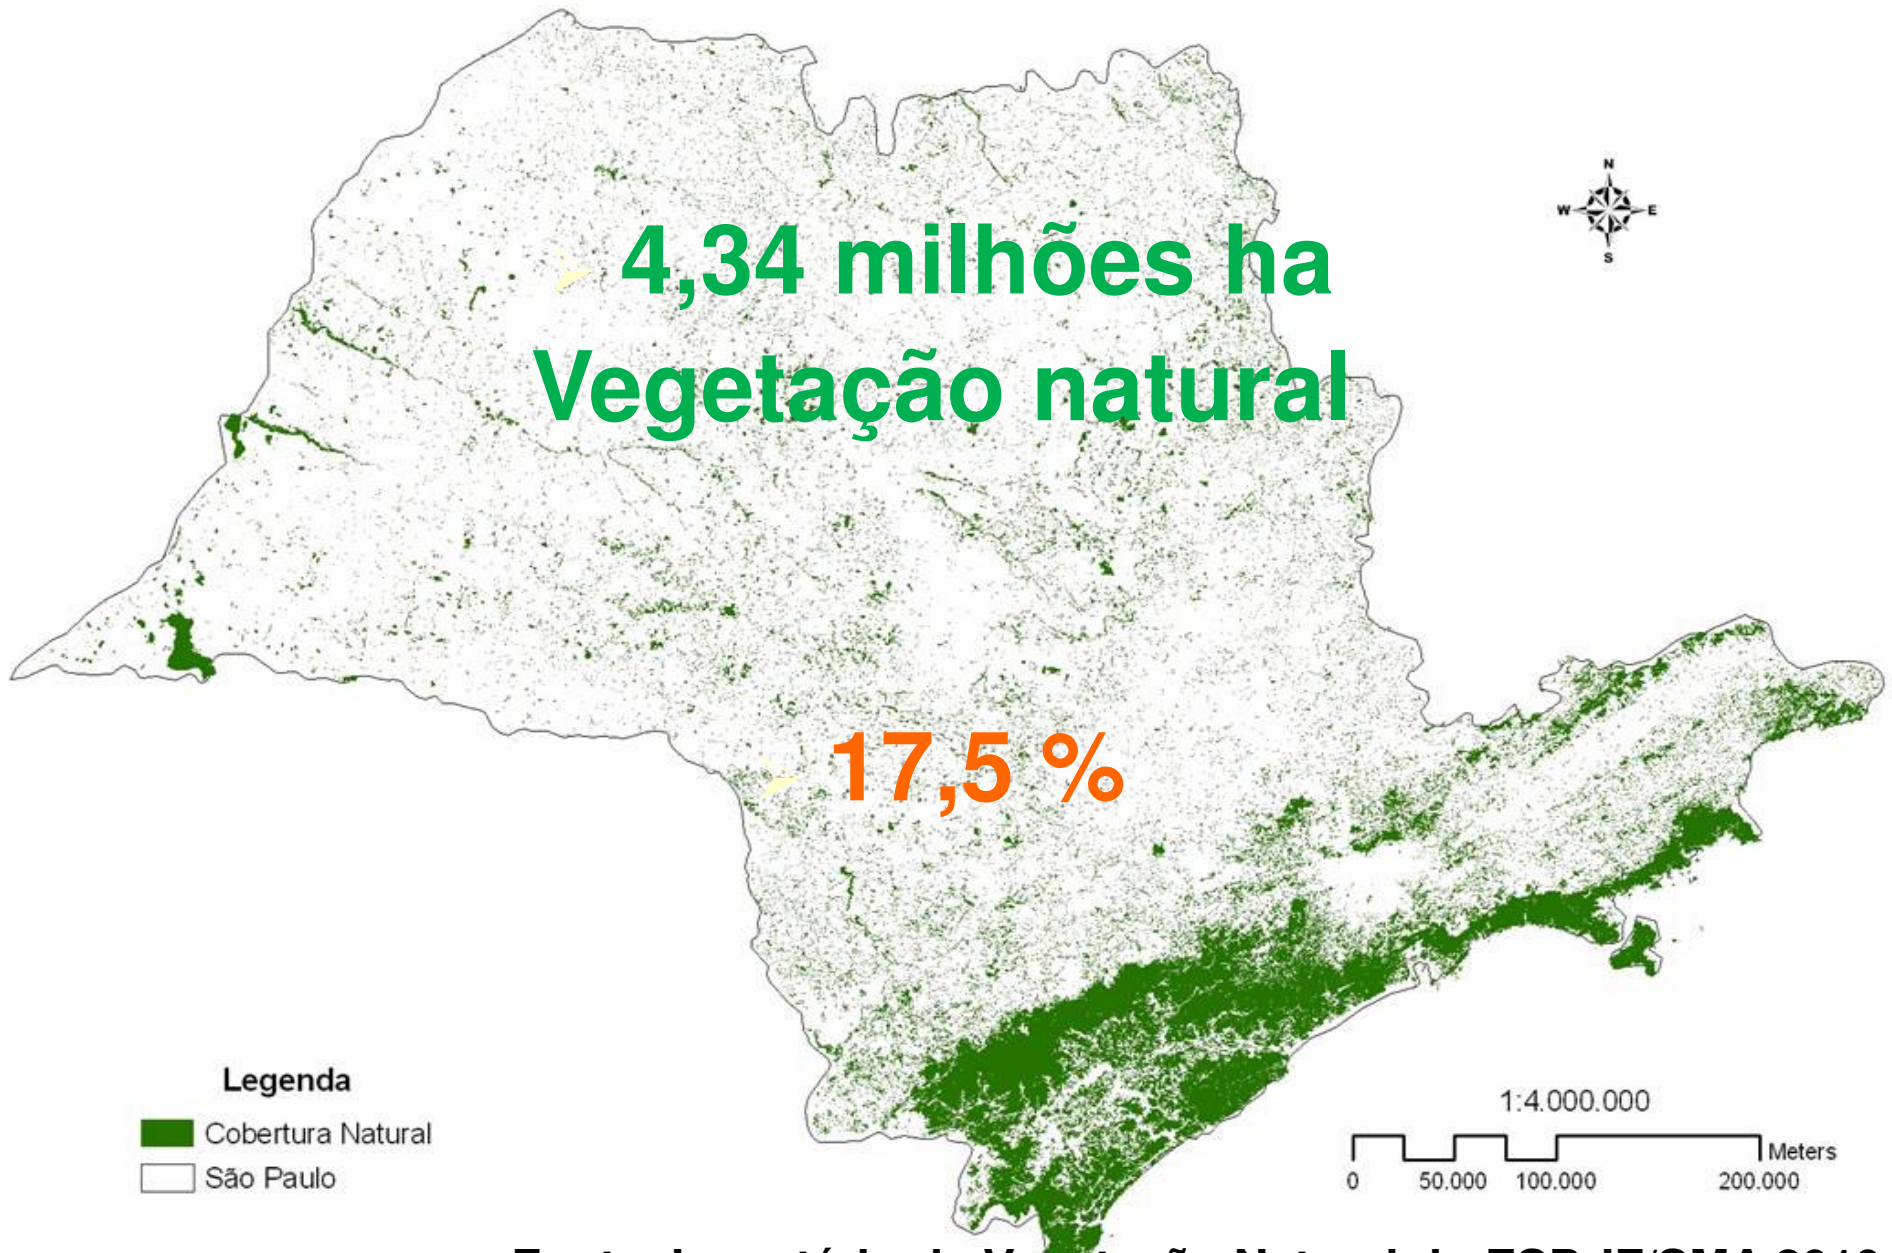 N
W E
S
4,34 milhões ha
Vegetação natural
17,5 %
Legenda
Cobertura Natural
São Paulo
1:4.000.000
Meters
0 50.000 100.000 200.000